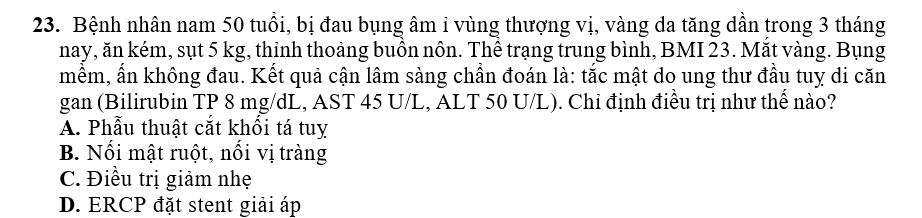 23. Bệnh nhân nam 50 tuổi, bị đau bụng âm ỉ vùng thượng vị, vàng da tăng dần trong 3 tháng
nay, ăn kém, sụt 5 kg, thỉnh thoảng buồn nôn. Thể trạng trung bình, BMI 23. Mắt vàng. Bụng
mềm, ấn không đau. Kết quả cận lâm sàng chẩn đoán là: tắc mật do ung thư đầu tuỵ di căn
gan (Bilirubin TP 8 mg/dL, AST 45 U/L, ALT 50 U/L). Chỉ định điều trị như thế nào?
A. Phẫu thuật cắt khối tá tuỵ
B. Nối mật ruột, nối vị tràng
C. Điều trị giảm nhẹ
D. ERCP đặt stent giải áp